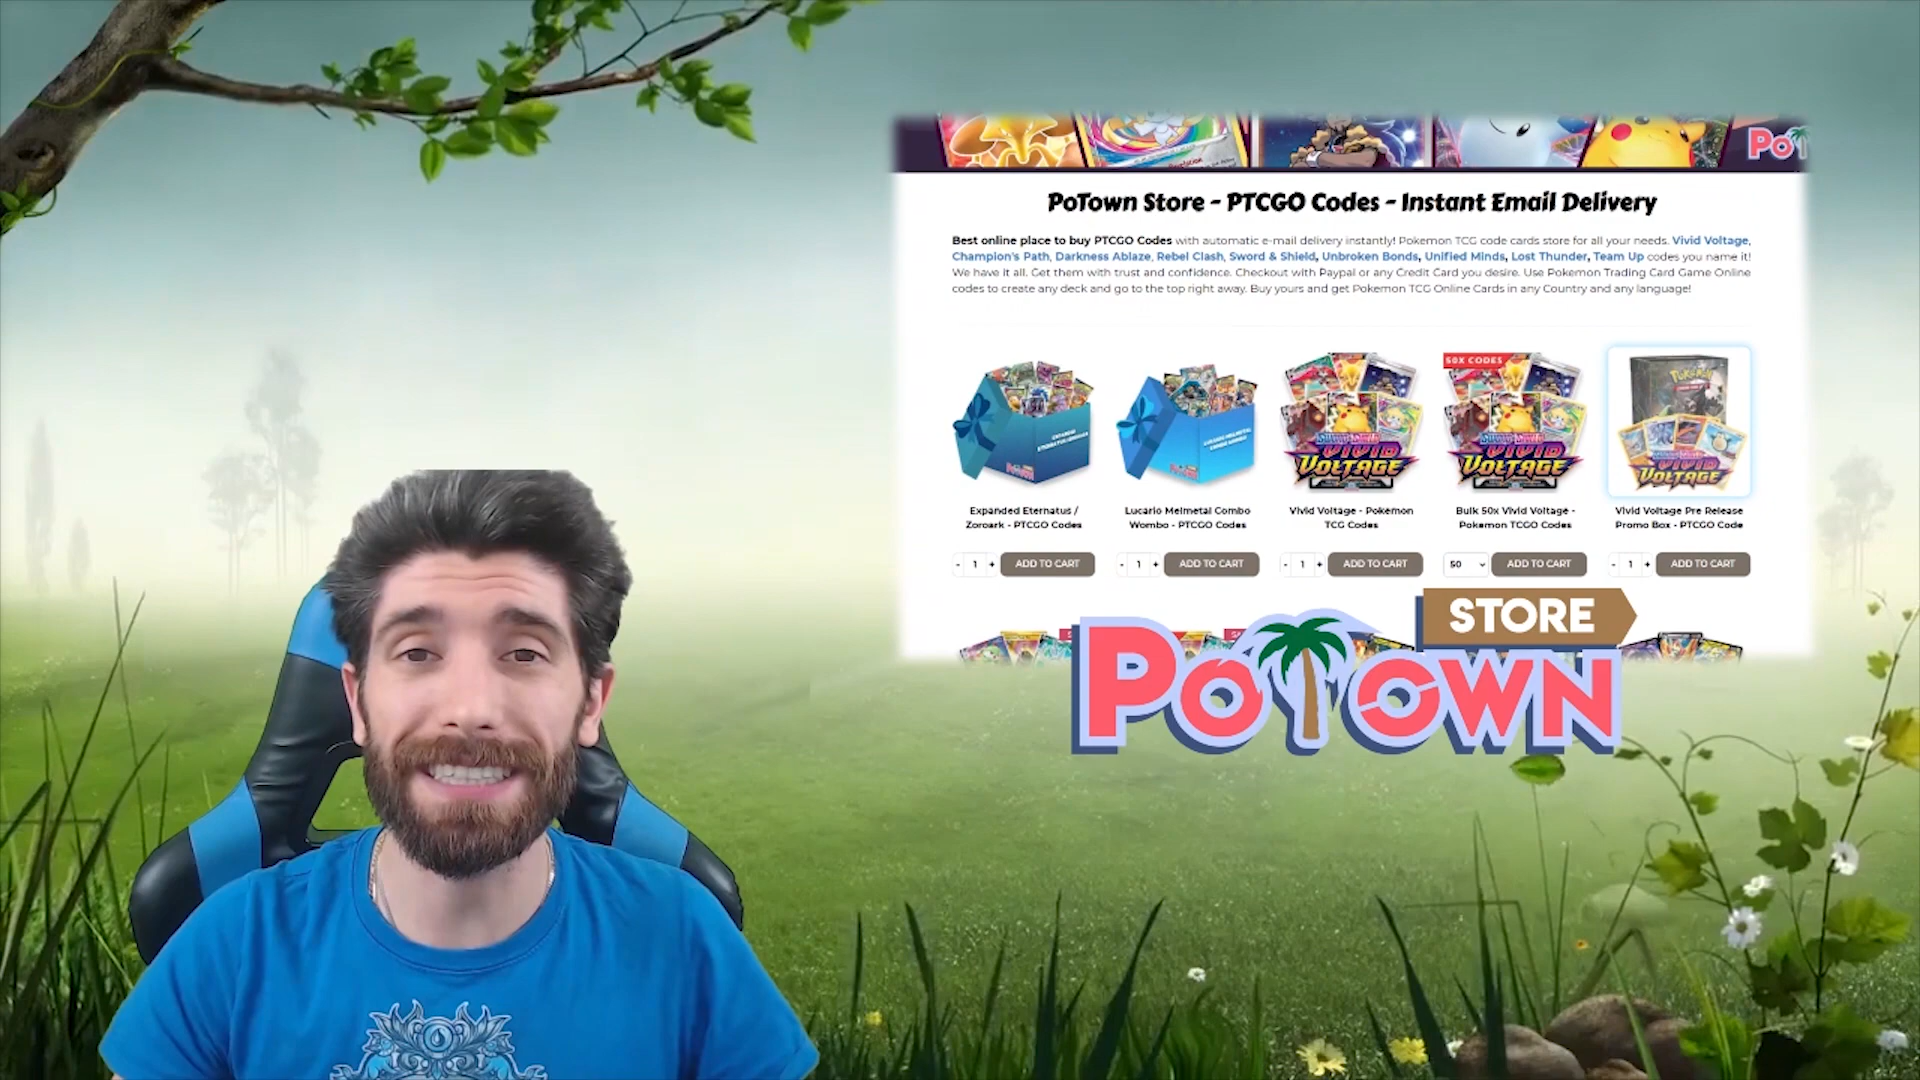 Po
PoTown Store - PTCGO Codes - Instant Email Delivery
Best online place to buy PTCGO Codes with automatic e-mail delivery instantly! Pokemon TCG code cards store for all your needs. Vivid Voltage,
Champion's Path, Darkness Ablaze, Rebel Clash, Sword & Shield, Unbroken Bonds, Unified Minds, Lost Thunder, Team Up codes you name it!
We have it all. Get them with trust and confidence. Checkout with Paypal or any Credit Card you desire. Use Pokemon Trading Card Game Online
codes to create any deck and go to the top right away. Buy yours and get Pokemon TCG Online Cards in any Country and any language!
50X CODES
POKéMON
VIVID VOLTAGE
VIVID VOLTAGE
VIVID VOLTAGE
Expanded Eternatus /
Zoroark - PTCGO Codes
Lucario Melmetal Combo
Wombo - PTCGO Codes
Vivid Voltage - Pokemon
TCG Codes
Bulk 50x Vivid Voltage -
Pokemon TCGO Codes
Vivid Voltage Pre Release
Promo Box - PTCGO Code
- 1 + ADD TO CART
- 1 + ADD TO CART
- 1 + ADD TO CART
50 ADD TO CART
- 1 + ADD TO CART
STORE
POTOWN